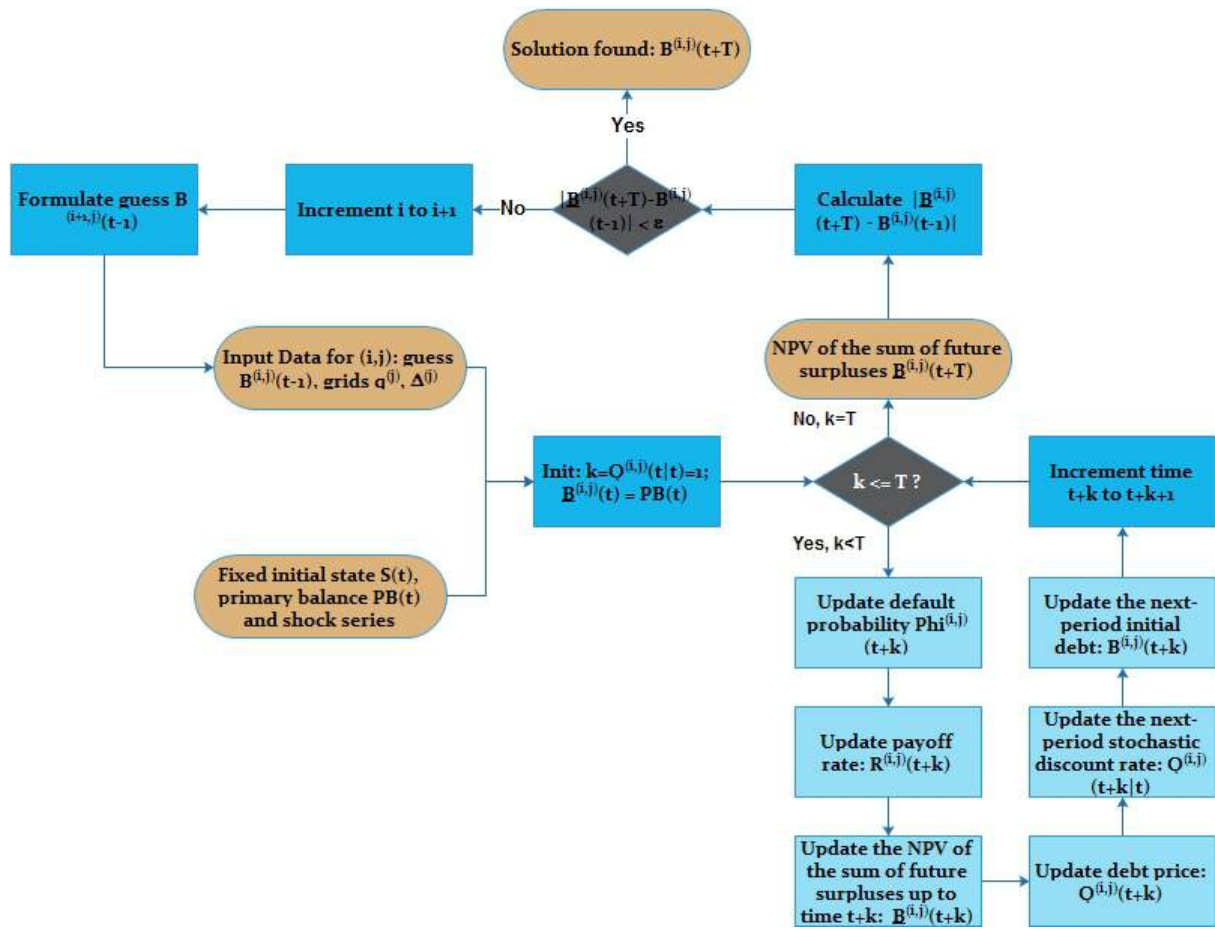 Solution found: B^(i,j)(t+T)
Yes
Formulate guess B
^(i+1,j)(t-1)
Increment i to i+1
No
|B̲^(i,j)(t+T)-B^(i,j)
(t-1)| < ε
Calculate |B̲^(i,j)
(t+T) - B^(i,j)(t-1)|
Input Data for (i,j): guess
B^(i,j)(t-1), grids q^(j), Δ^(j)
NPV of the sum of future
surpluses B̲^(i,j)(t+T)
No, k=T
Init: k=Q^(i,j)(t|t)=1;
B̲^(i,j)(t) = PB(t)
k <= T ?
Increment time
t+k to t+k+1
Yes, k<T
Fixed initial state S(t),
primary balance PB(t)
and shock series
Update default
probability Phi^(i,j)
(t+k)
Update the next-
period initial
debt: B^(i,j)(t+k)
Update payoff
rate: R^(i,j)(t+k)
Update the next-
period stochastic
discount rate: Q^(i,j)
(t+k|t)
Update the NPV of
the sum of future
surpluses up to
time t+k: B̲^(i,j)(t+k)
Update debt price:
Q^(i,j)(t+k)